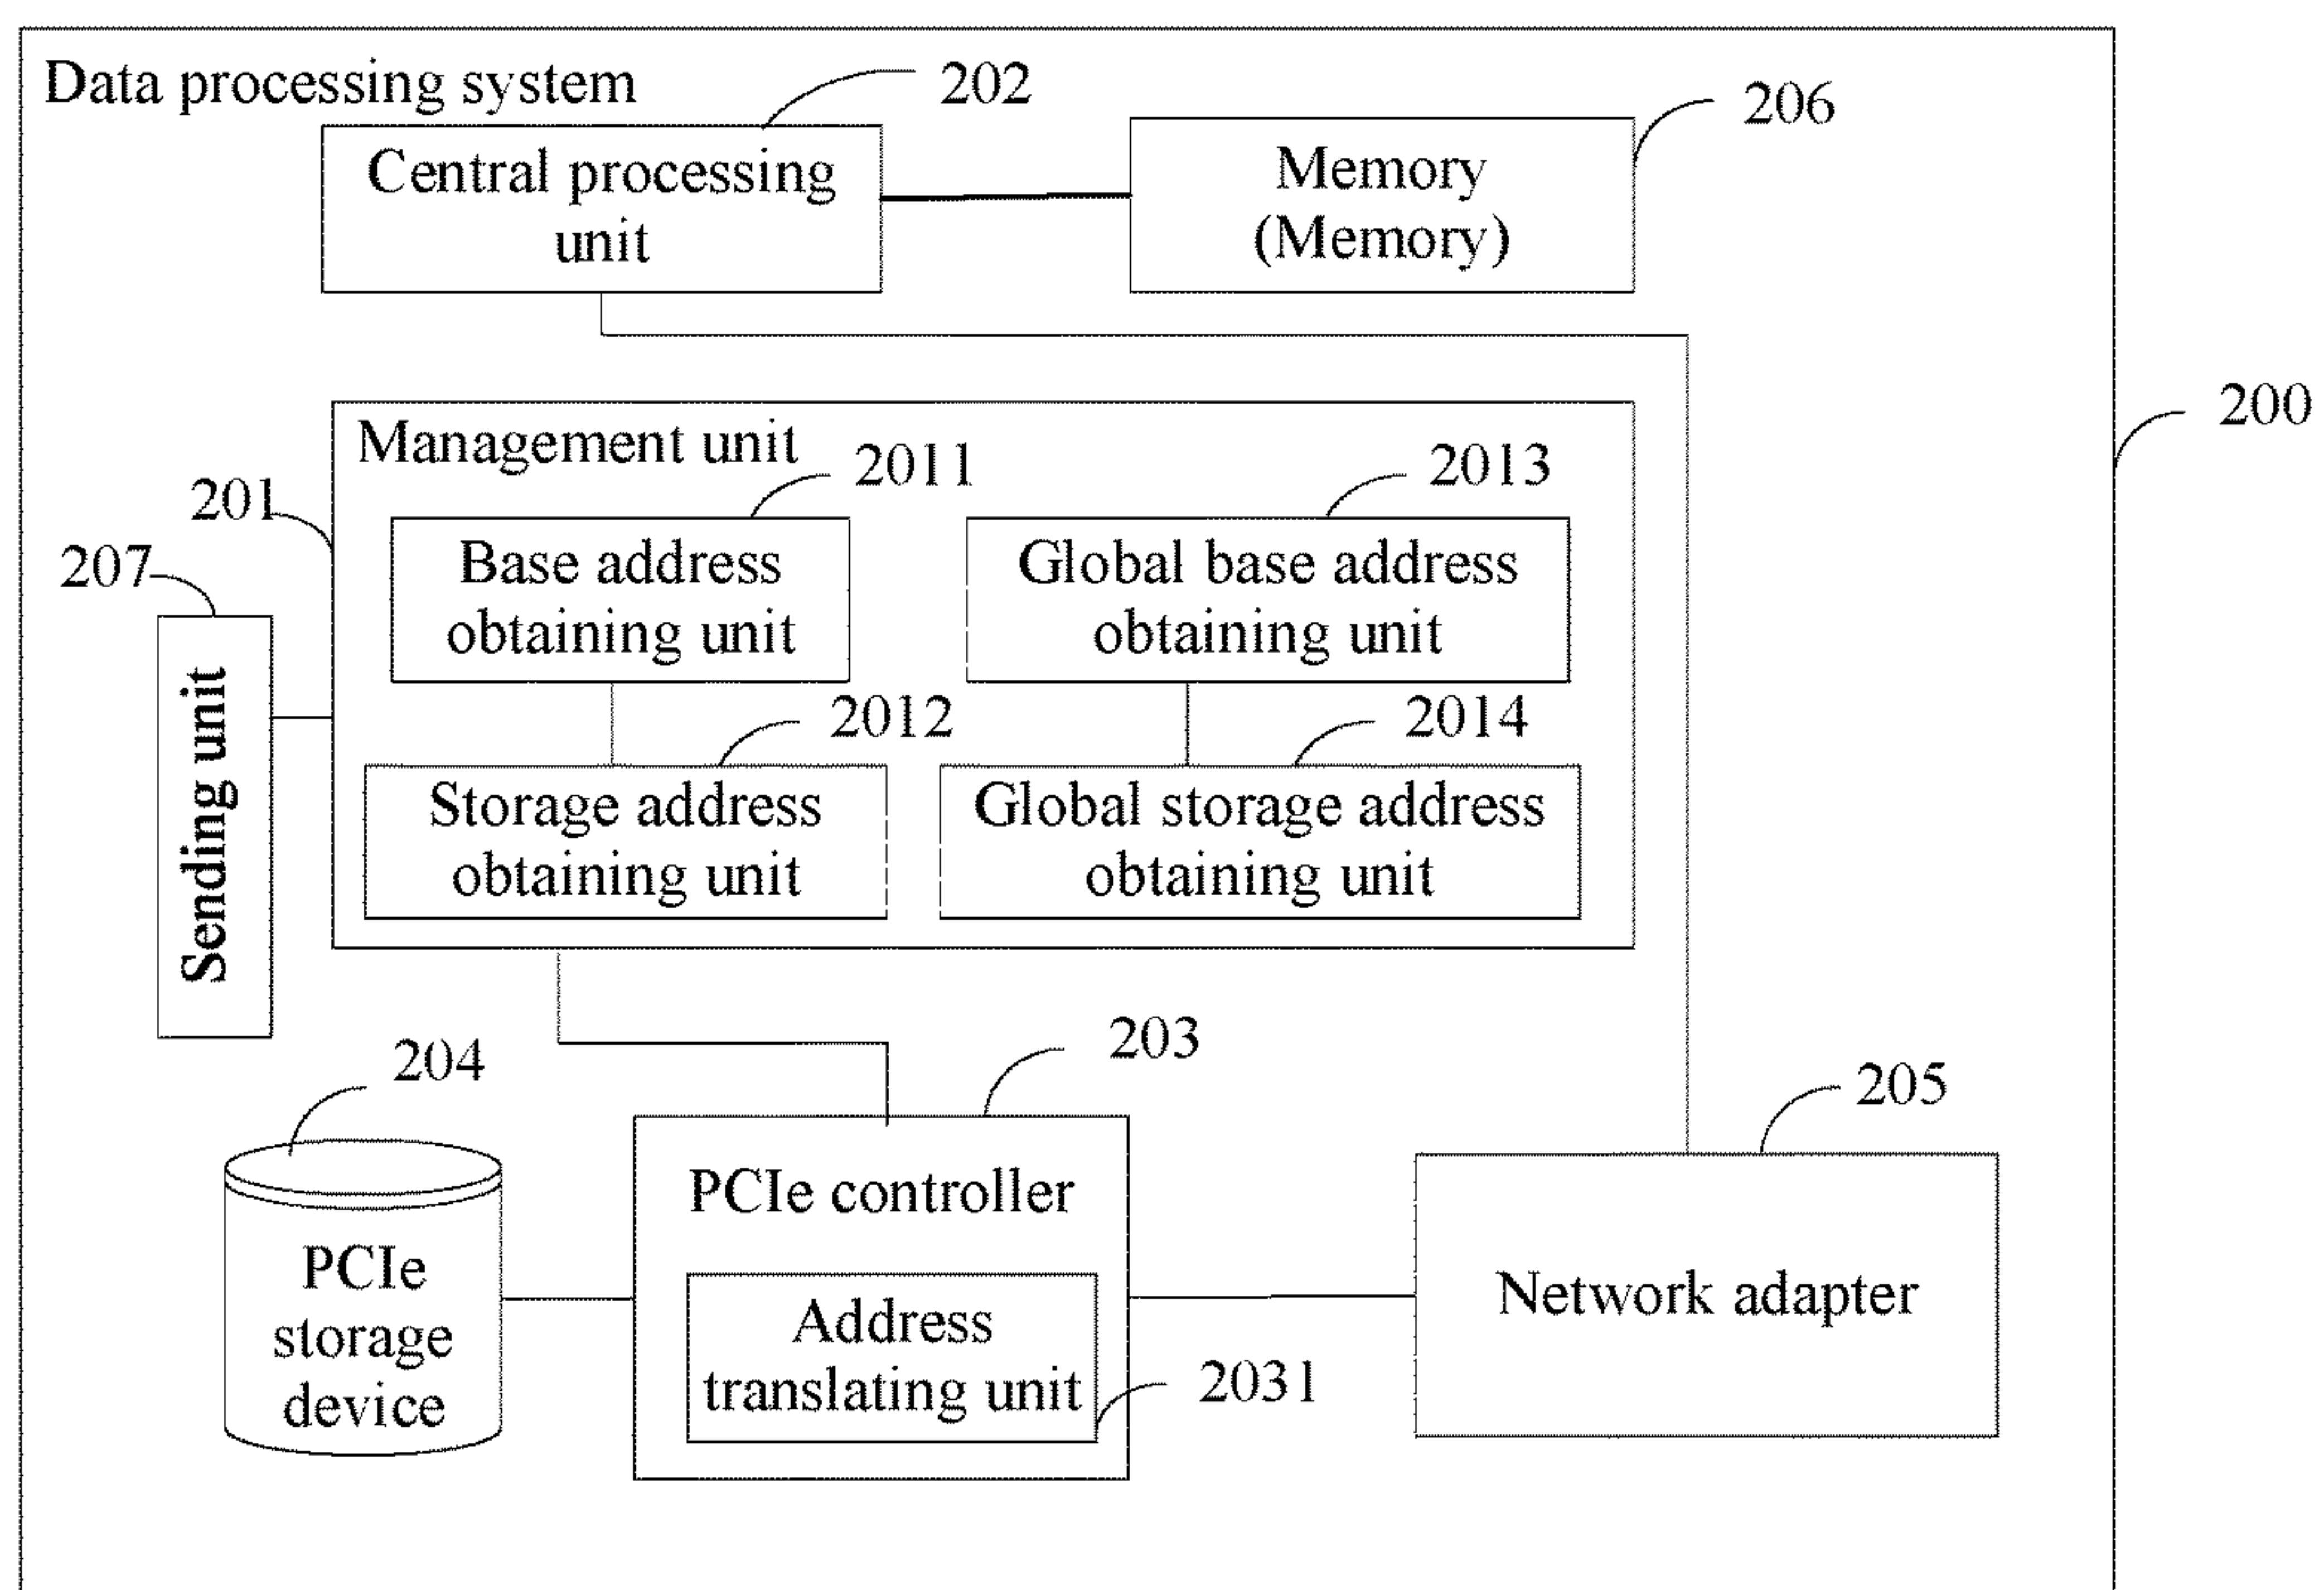 Data processing system
202
206
Central processing
unit
Memory
(Memory)
200
Management unit
2011
2013
201
207
Base address
obtaining unit
Global base address
obtaining unit
Sending unit
2012
2014
Storage address
obtaining unit
Global storage address
obtaining unit
204
203
205
PCIe controller
PCIe
storage
device
Network adapter
Address
translating unit
2031